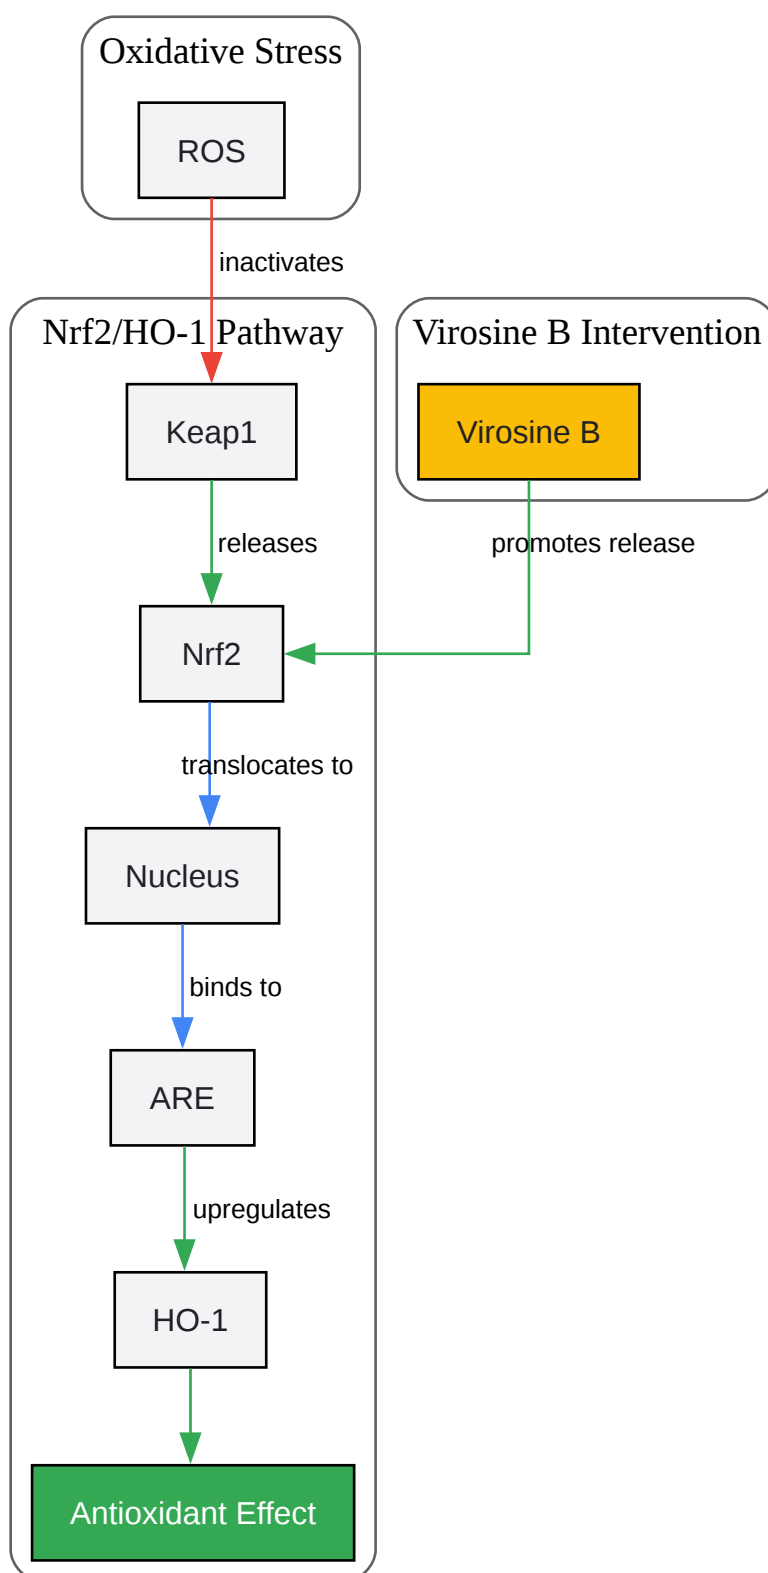 Oxidative Stress
ROS
inactivates
Nrf2/HO-1 Pathway
Virosine B Intervention
Keap1
Virosine B
releases
promotes release
Nrf2
translocates to
Nucleus
binds to
ARE
upregulates
HO-1
Antioxidant Effect